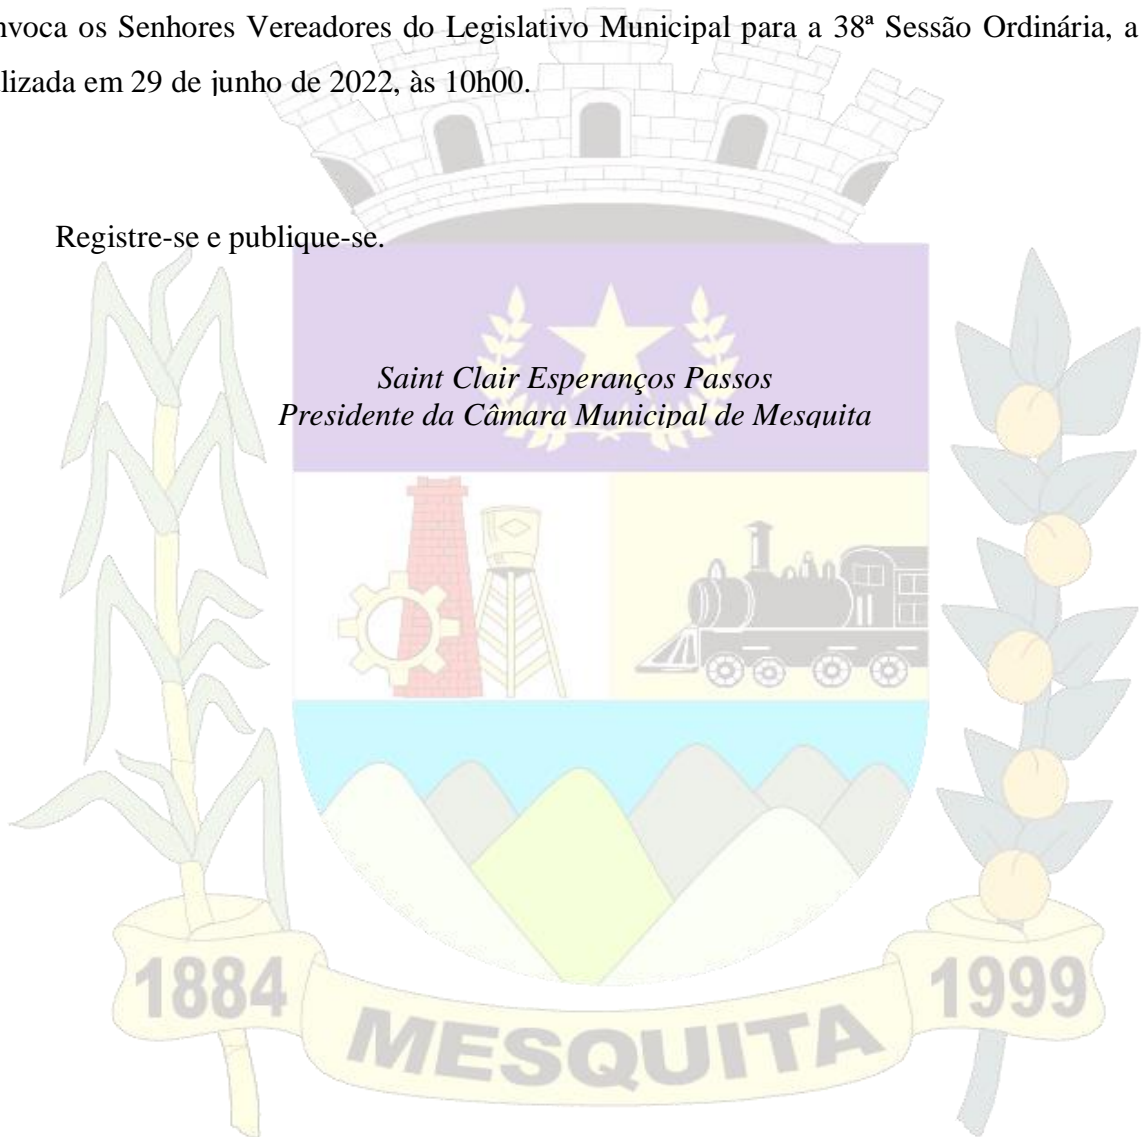 nvoca os Senhores Vereadores do Legislativo Municipal para a 38ª Sessão Ordinária, a
lizada em 29 de junho de 2022, às 10h00.
Registre-se e publique-se.
Saint Clair Esperanços Passos
Presidente da Câmara Municipal de Mesquita
1884
MESQUITA
1999